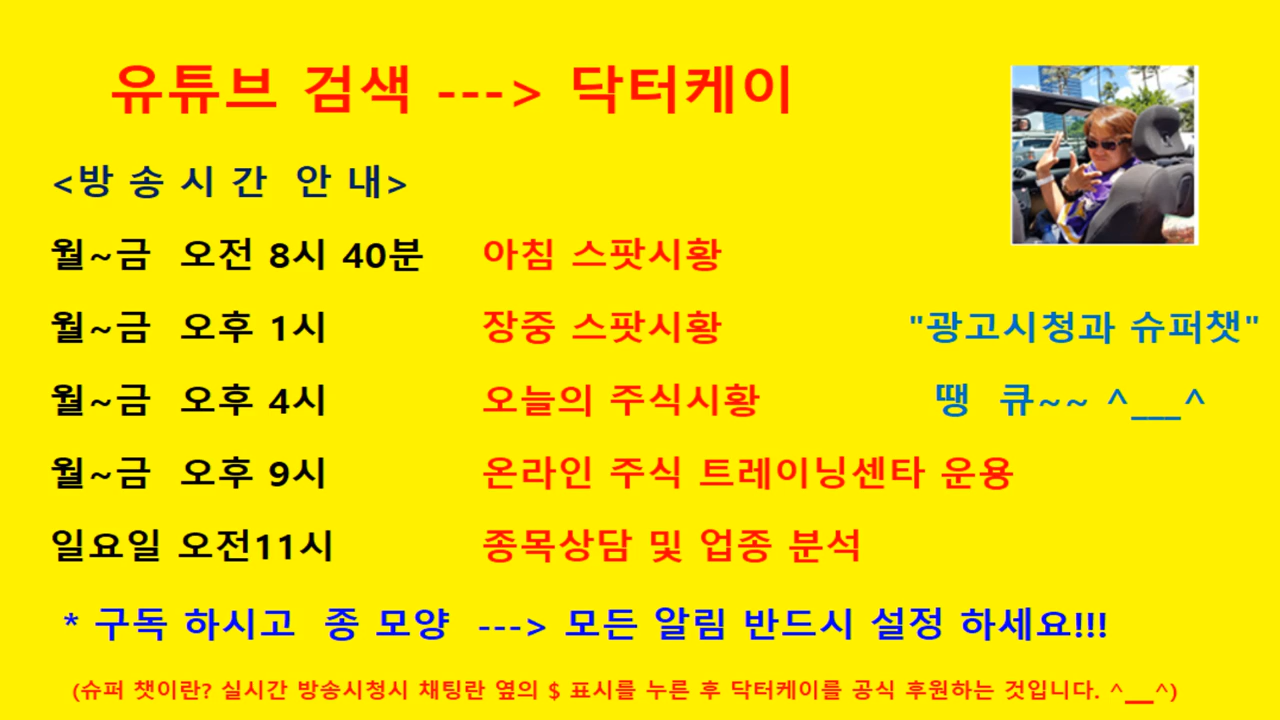 유튜브 검색 ---> 닥터케이
<방 송 시 간 안 내>
월~금 오전 8시 40분 아침 스팟시황
월~금 오후 1시 장중 스팟시황 "광고시청과 슈퍼챗"
월~금 오후 4시 오늘의 주식시황 땡 큐~~ ^___^
월~금 오후 9시 온라인 주식 트레이닝센타 운용
일요일 오전11시 종목상담 및 업종 분석
* 구독 하시고 종 모양 ---> 모든 알림 반드시 설정 하세요!!!
(슈퍼 챗이란? 실시간 방송시청시 채팅란 옆의 $ 표시를 누른 후 닥터케이를 공식 후원하는 것입니다. ^__^)